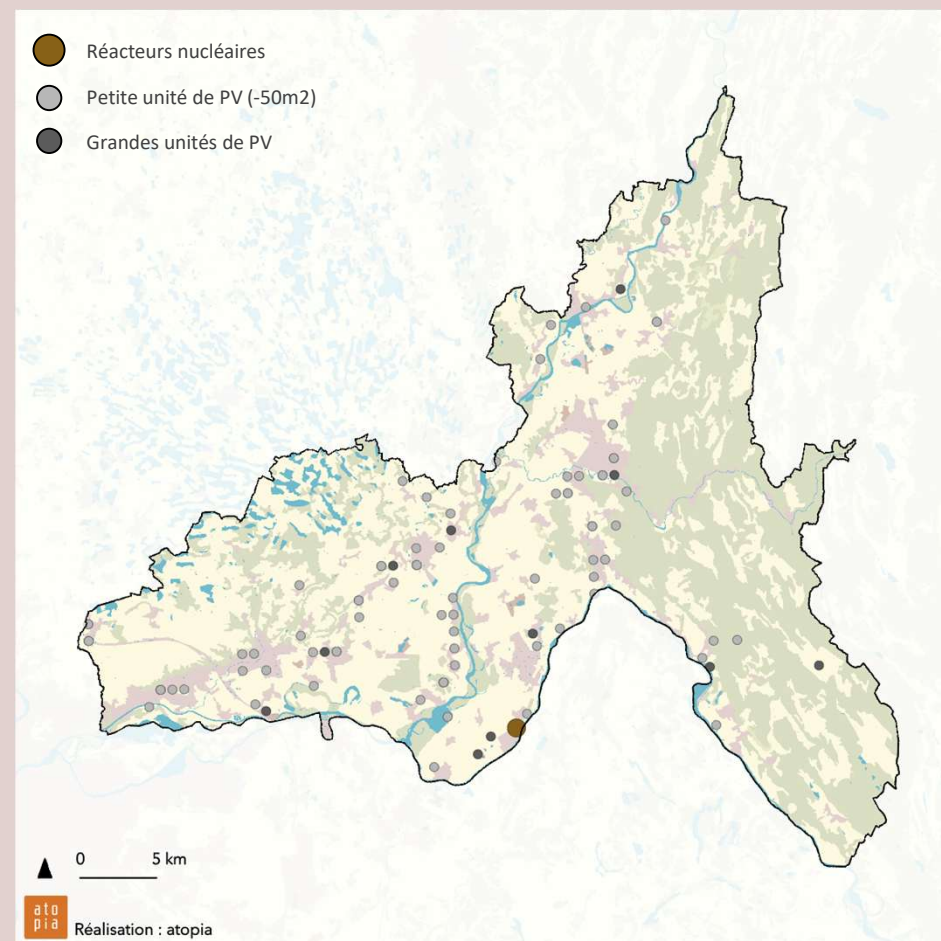 Réacteurs nucléaires
Petite unité de PV (-50m2)
Grandes unités de PV
0 5 km
ato
pia
Réalisation : atopia